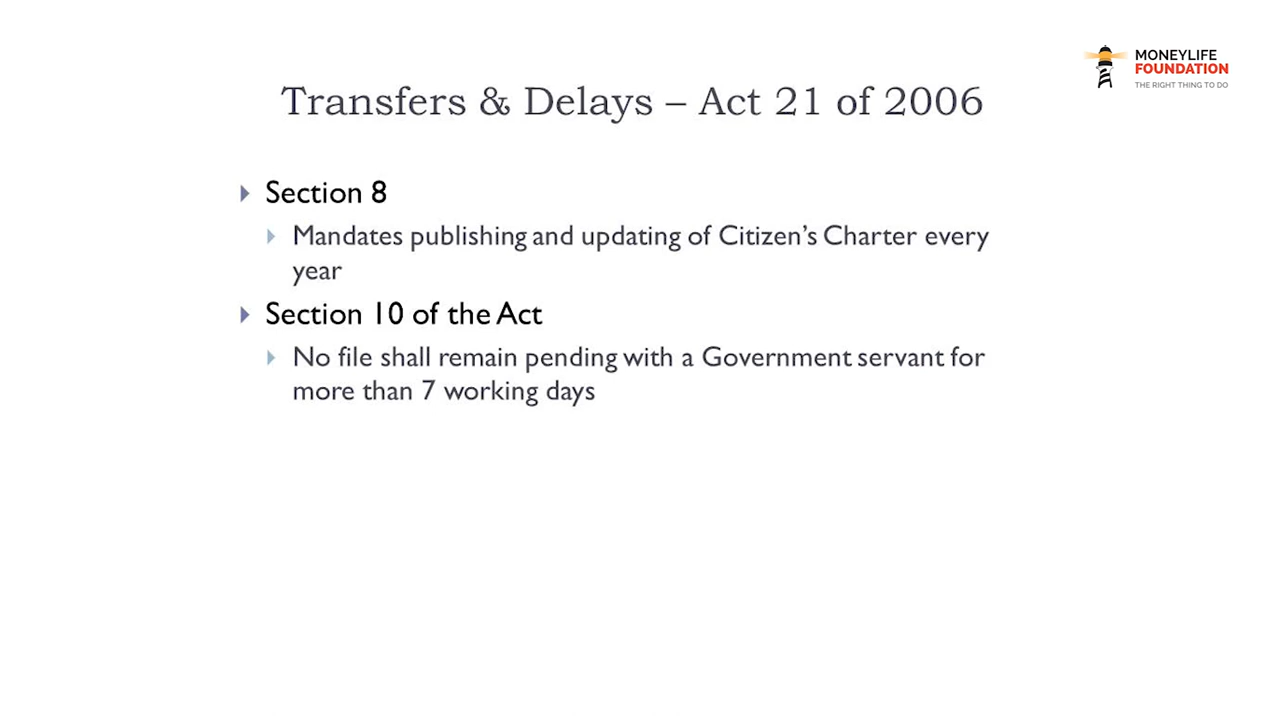 MONEYLIFE
FOUNDATION
THE RIGHT THING TO DO
Transfers & Delays – Act 21 of 2006
Section 8
Mandates publishing and updating of Citizen’s Charter every
year
Section 10 of the Act
No file shall remain pending with a Government servant for
more than 7 working days